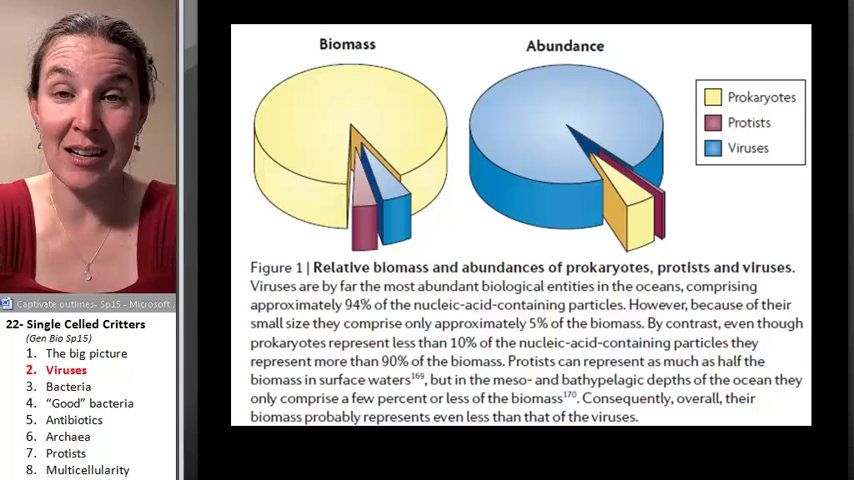 Biomass
Abundance
Prokaryotes
Protists
Viruses
Figure 1 | Relative biomass and abundances of prokaryotes, protists and viruses.
Viruses are by far the most abundant biological entities in the oceans, comprising
approximately 94% of the nucleic-acid-containing particles. However, because of their
small size they comprise only approximately 5% of the biomass. By contrast, even though
prokaryotes represent less than 10% of the nucleic-acid-containing particles they
represent more than 90% of the biomass. Protists can represent as much as half the
biomass in surface waters169, but in the meso- and bathypelagic depths of the ocean they
only comprise a few percent or less of the biomass170. Consequently, overall, their
biomass probably represents even less than that of the viruses.
Captivate outlines- Sp15 - Microsoft
22- Single Celled Critters
(Gen Bio Sp15)
1. The big picture
2. Viruses
3. Bacteria
4. “Good” bacteria
5. Antibiotics
6. Archaea
7. Protists
8. Multicellularity